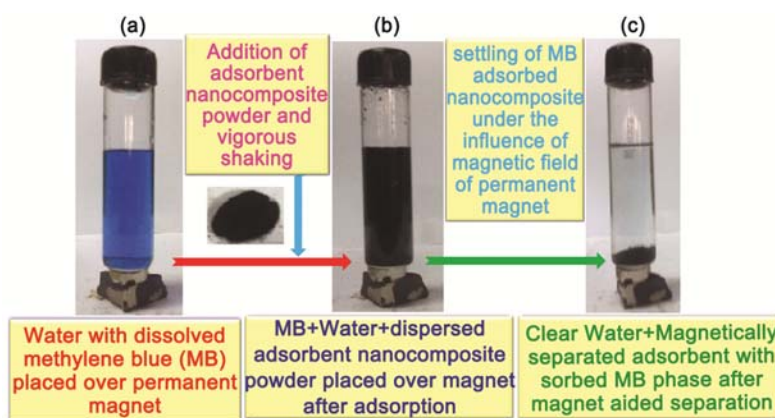 (a)
(b)
(c)
Addition of
adsorbent
nanocomposite
powder and
vigorous
shaking
settling of MB
adsorbed
nanocomposite
under the
influence of
magnetic field
of permanent
magnet
Water with dissolved
methylene blue (MB)
placed over permanent
magnet
MB+Water+dispersed
adsorbent nanocomposite
powder placed over magnet
after adsorption
Clear Water+Magnetically
separated adsorbent with
sorbed MB phase after
magnet aided separation